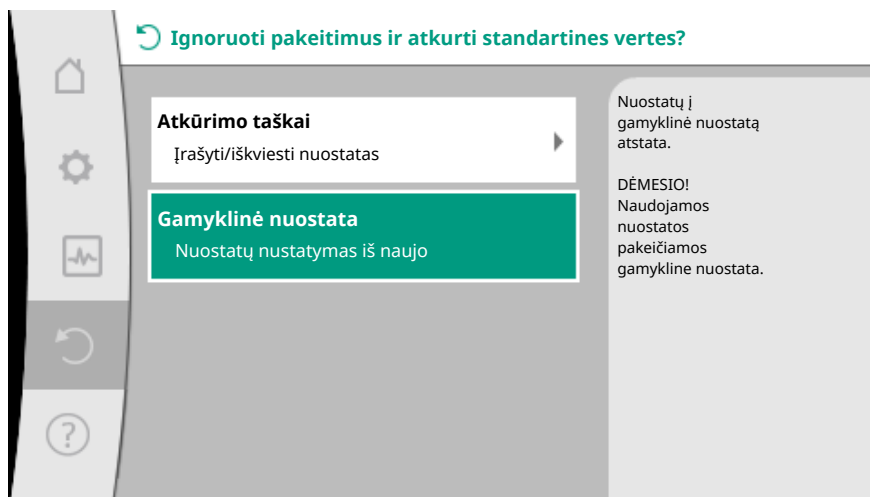 Ignoruoti pakeitimus ir atkurti standartines vertes?
Atkūrimo taškai
Įrašyti/iškviesti nuostatas
Gamyklinė nuostata
Nuostatų nustatymas iš naujo
Nuostatų į
gamyklinė nuostatą
atstata.
DĖMESIO!
Naudojamos
nuostatos
pakeičiamos
gamykline nuostata.
?